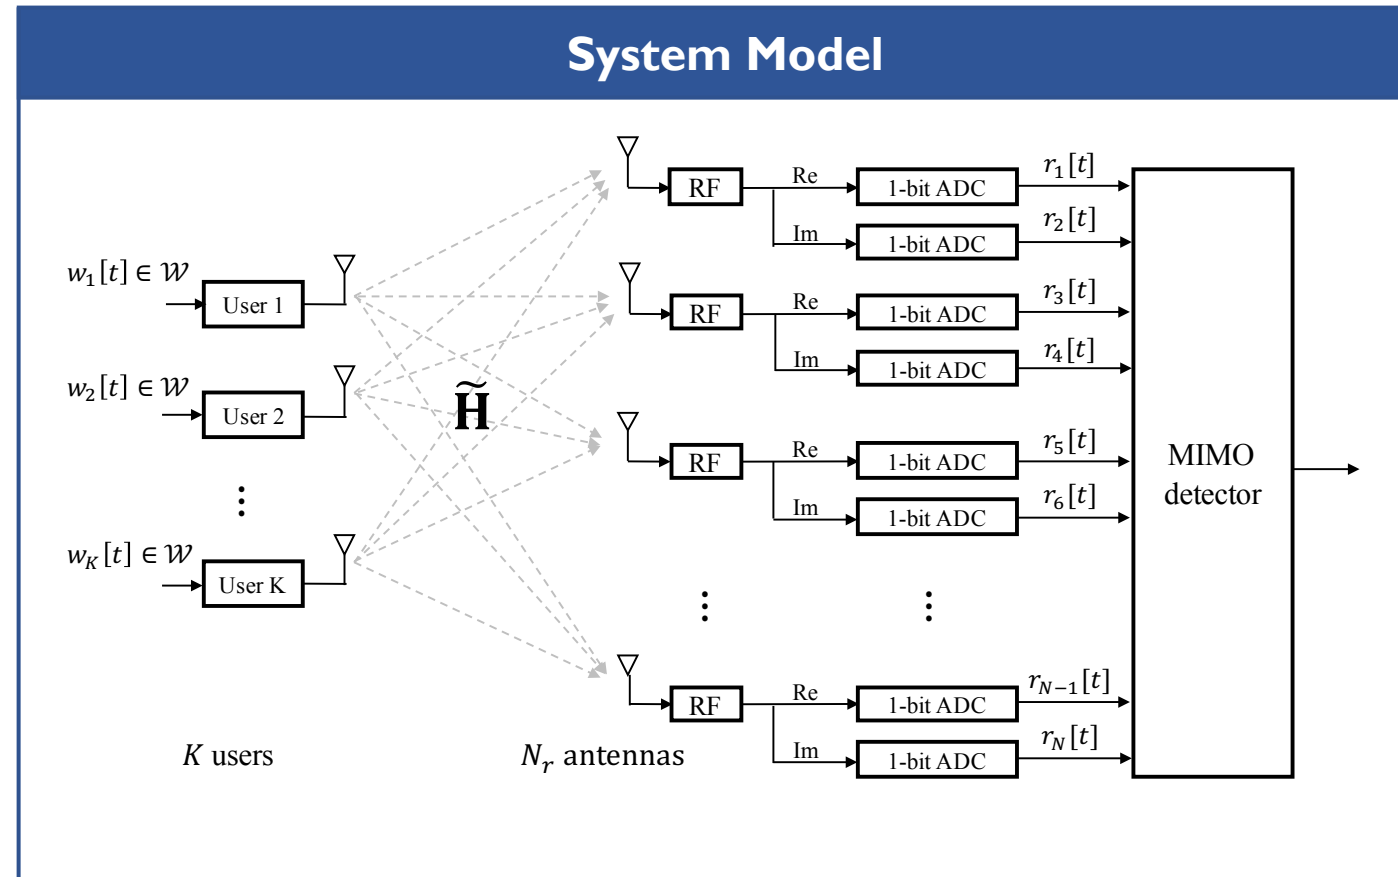 System Model
w_1[t] ∈ 𝒲
User 1
w_2[t] ∈ 𝒲
User 2
⋮
w_K[t] ∈ 𝒲
User K
K users
H̃
N_r antennas
RF
Re
1-bit ADC
r_1[t]
Im
1-bit ADC
r_2[t]
RF
Re
1-bit ADC
r_3[t]
Im
1-bit ADC
r_4[t]
RF
Re
1-bit ADC
r_5[t]
Im
1-bit ADC
r_6[t]
⋮
⋮
RF
Re
1-bit ADC
r_{N-1}[t]
Im
1-bit ADC
r_N[t]
MIMO
detector